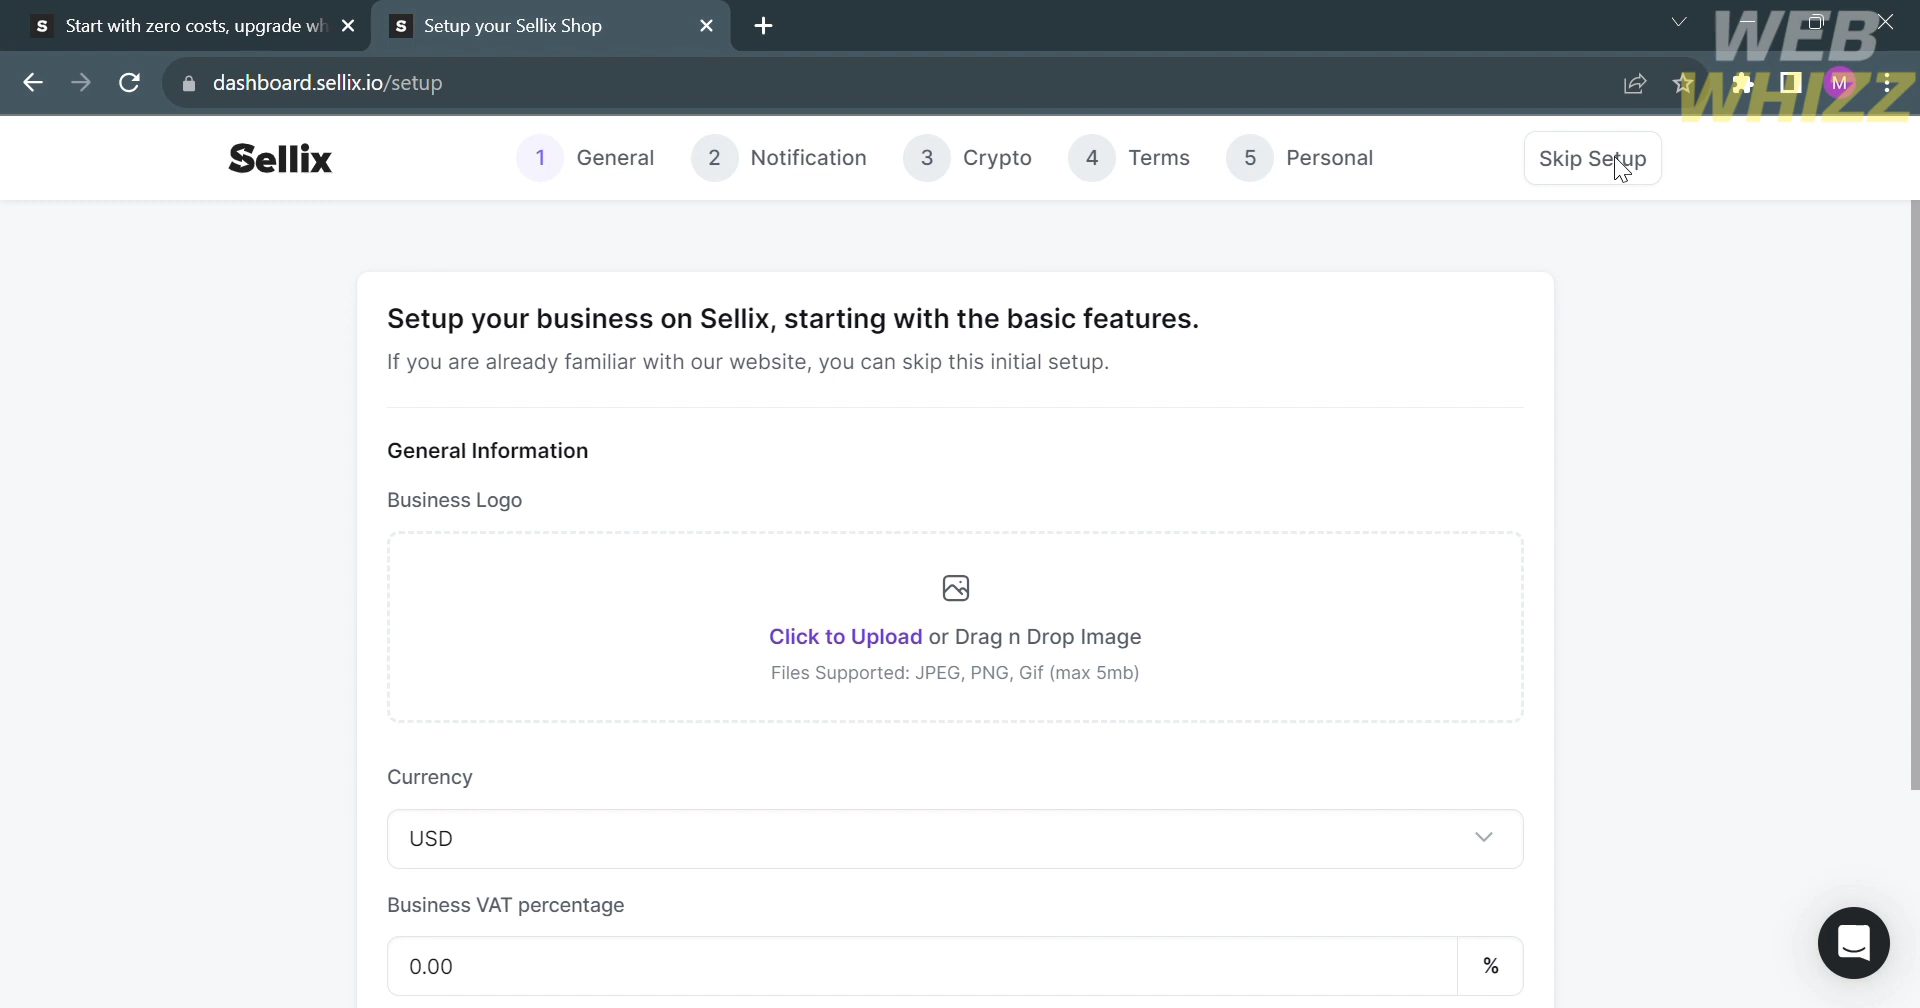 S Start with zero costs, upgrade wh
S Setup your Sellix Shop
WEB
WHIZZ
dashboard.sellix.io/setup
M
Sellix
1 General
2 Notification
3 Crypto
4 Terms
5 Personal
Skip Setup
Setup your business on Sellix, starting with the basic features.
If you are already familiar with our website, you can skip this initial setup.
General Information
Business Logo
Click to Upload or Drag n Drop Image
Files Supported: JPEG, PNG, Gif (max 5mb)
Currency
USD
Business VAT percentage
0.00 %